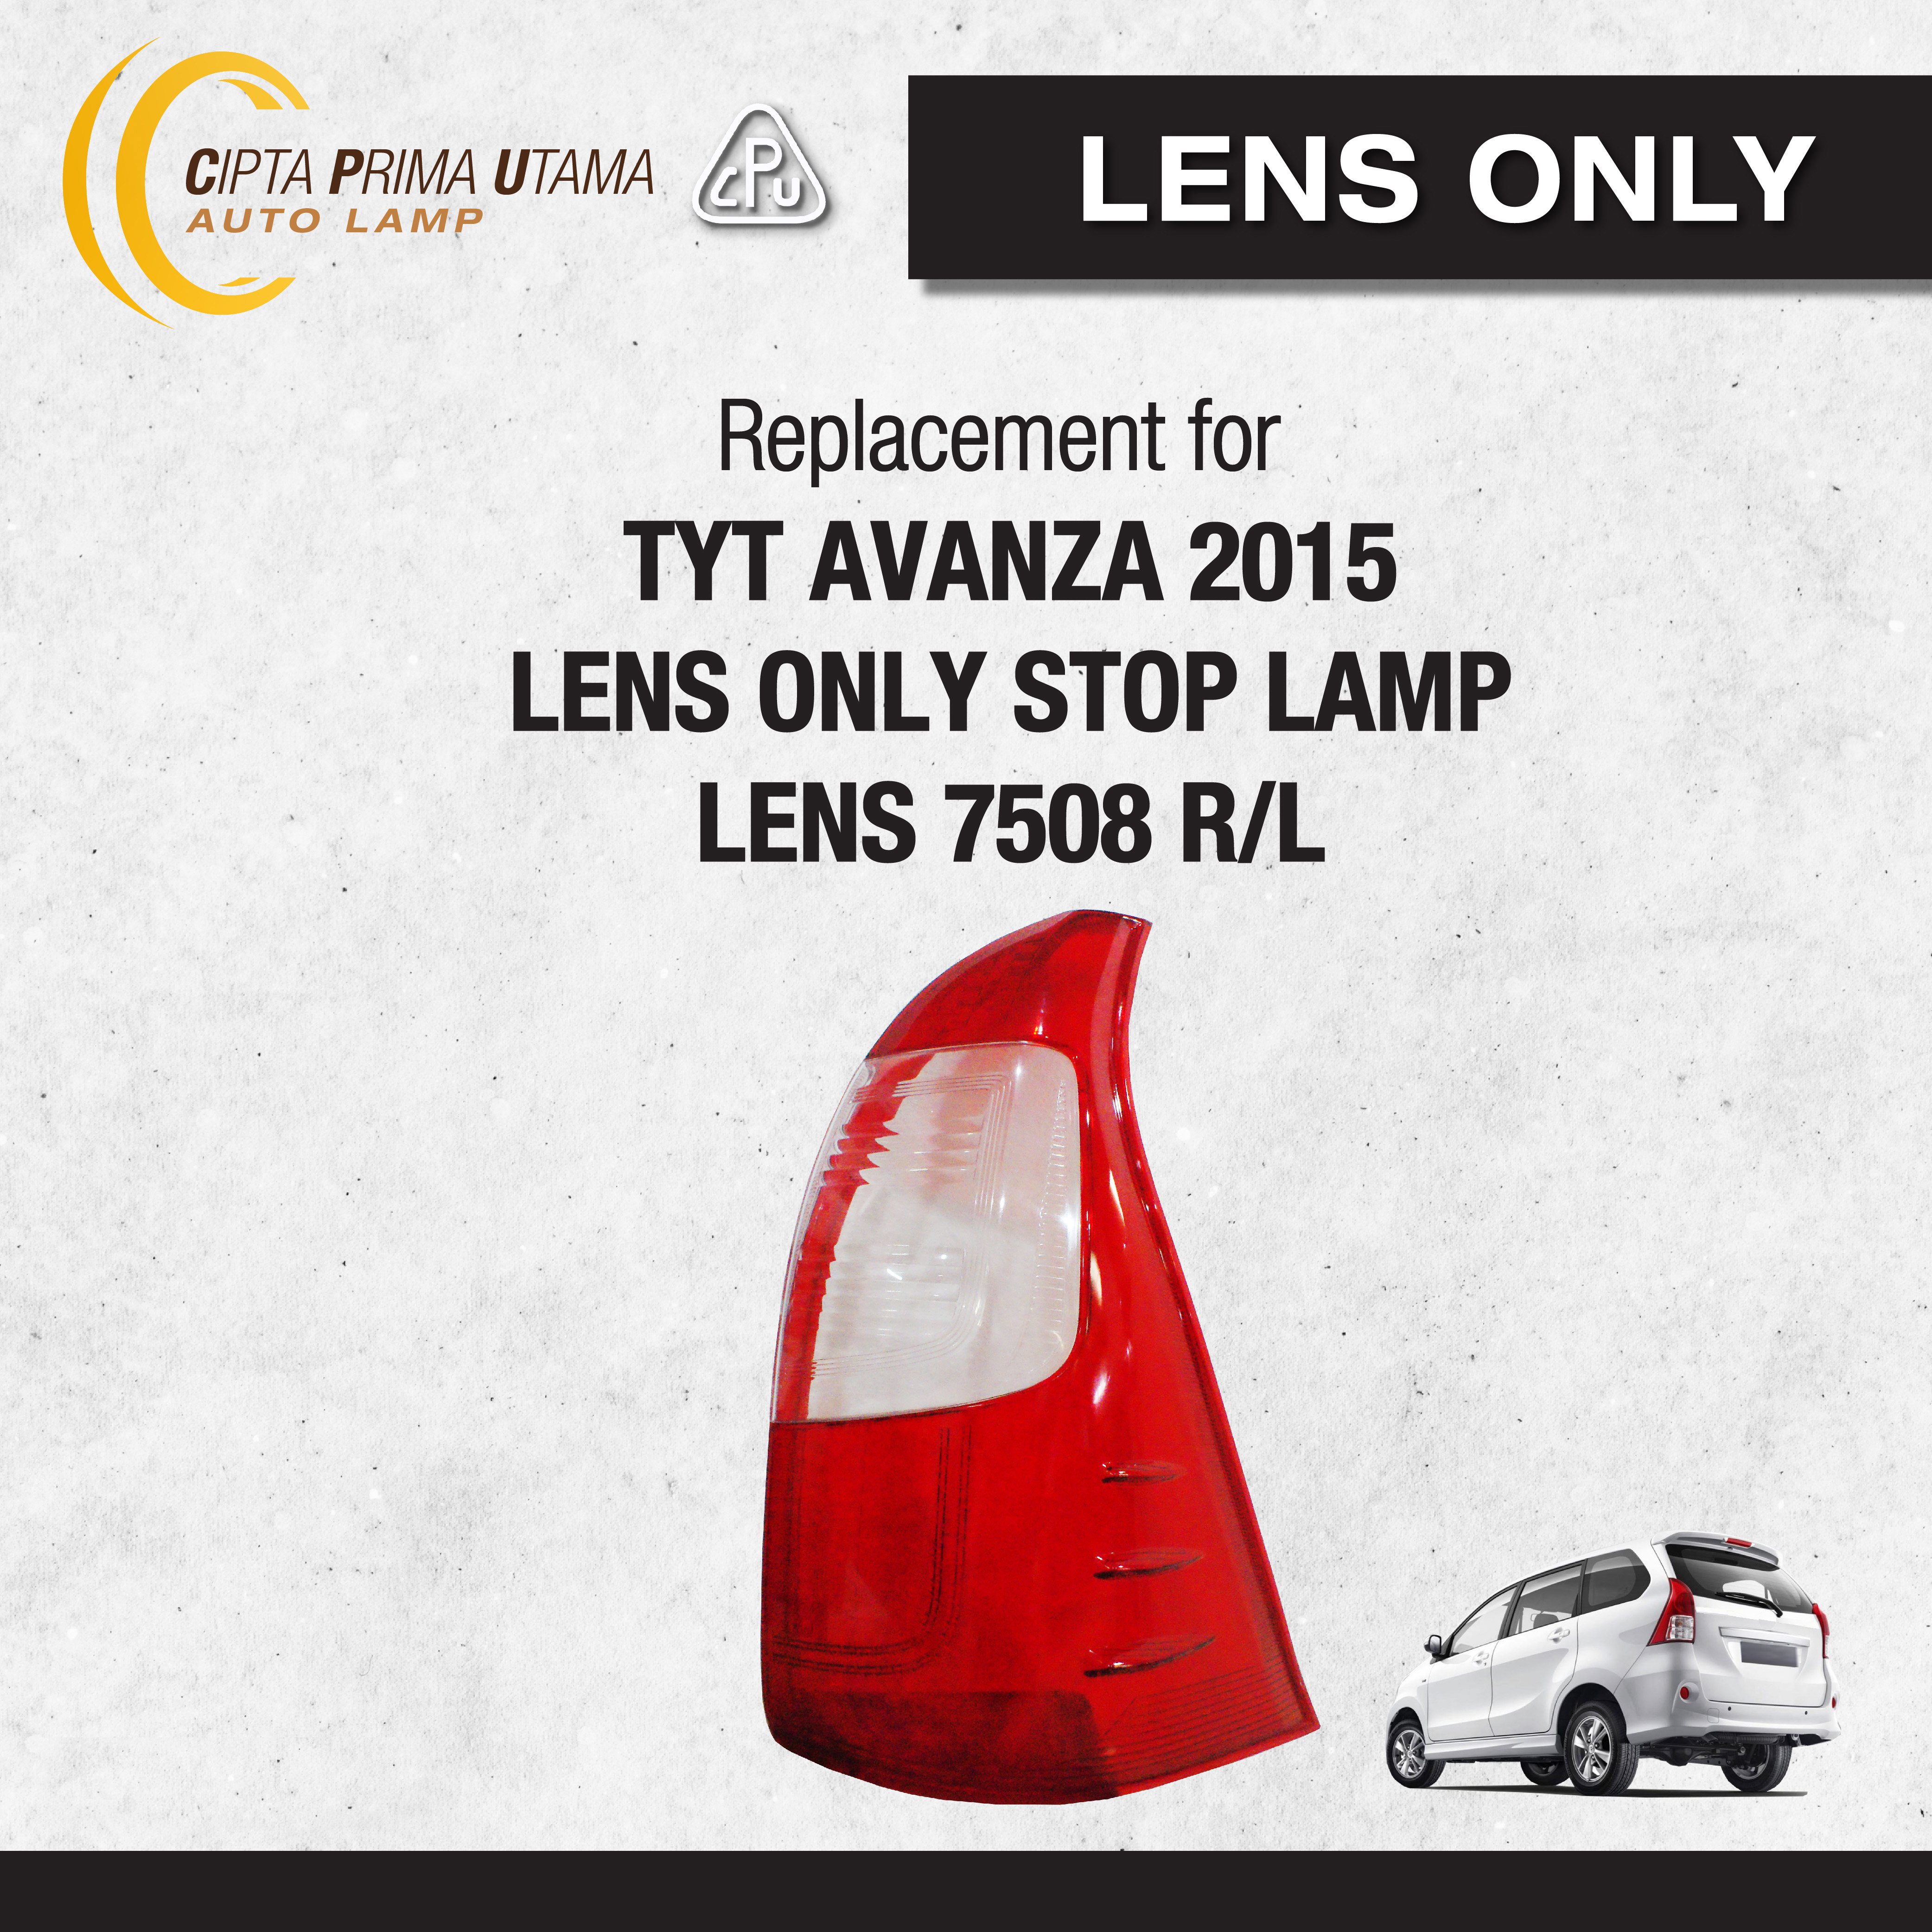 CIPTA PRIMA UTAMA
AUTO LAMP
CPU
LENS ONLY
Replacement for
TYT AVANZA 2015
LENS ONLY STOP LAMP
LENS 7508 R/L